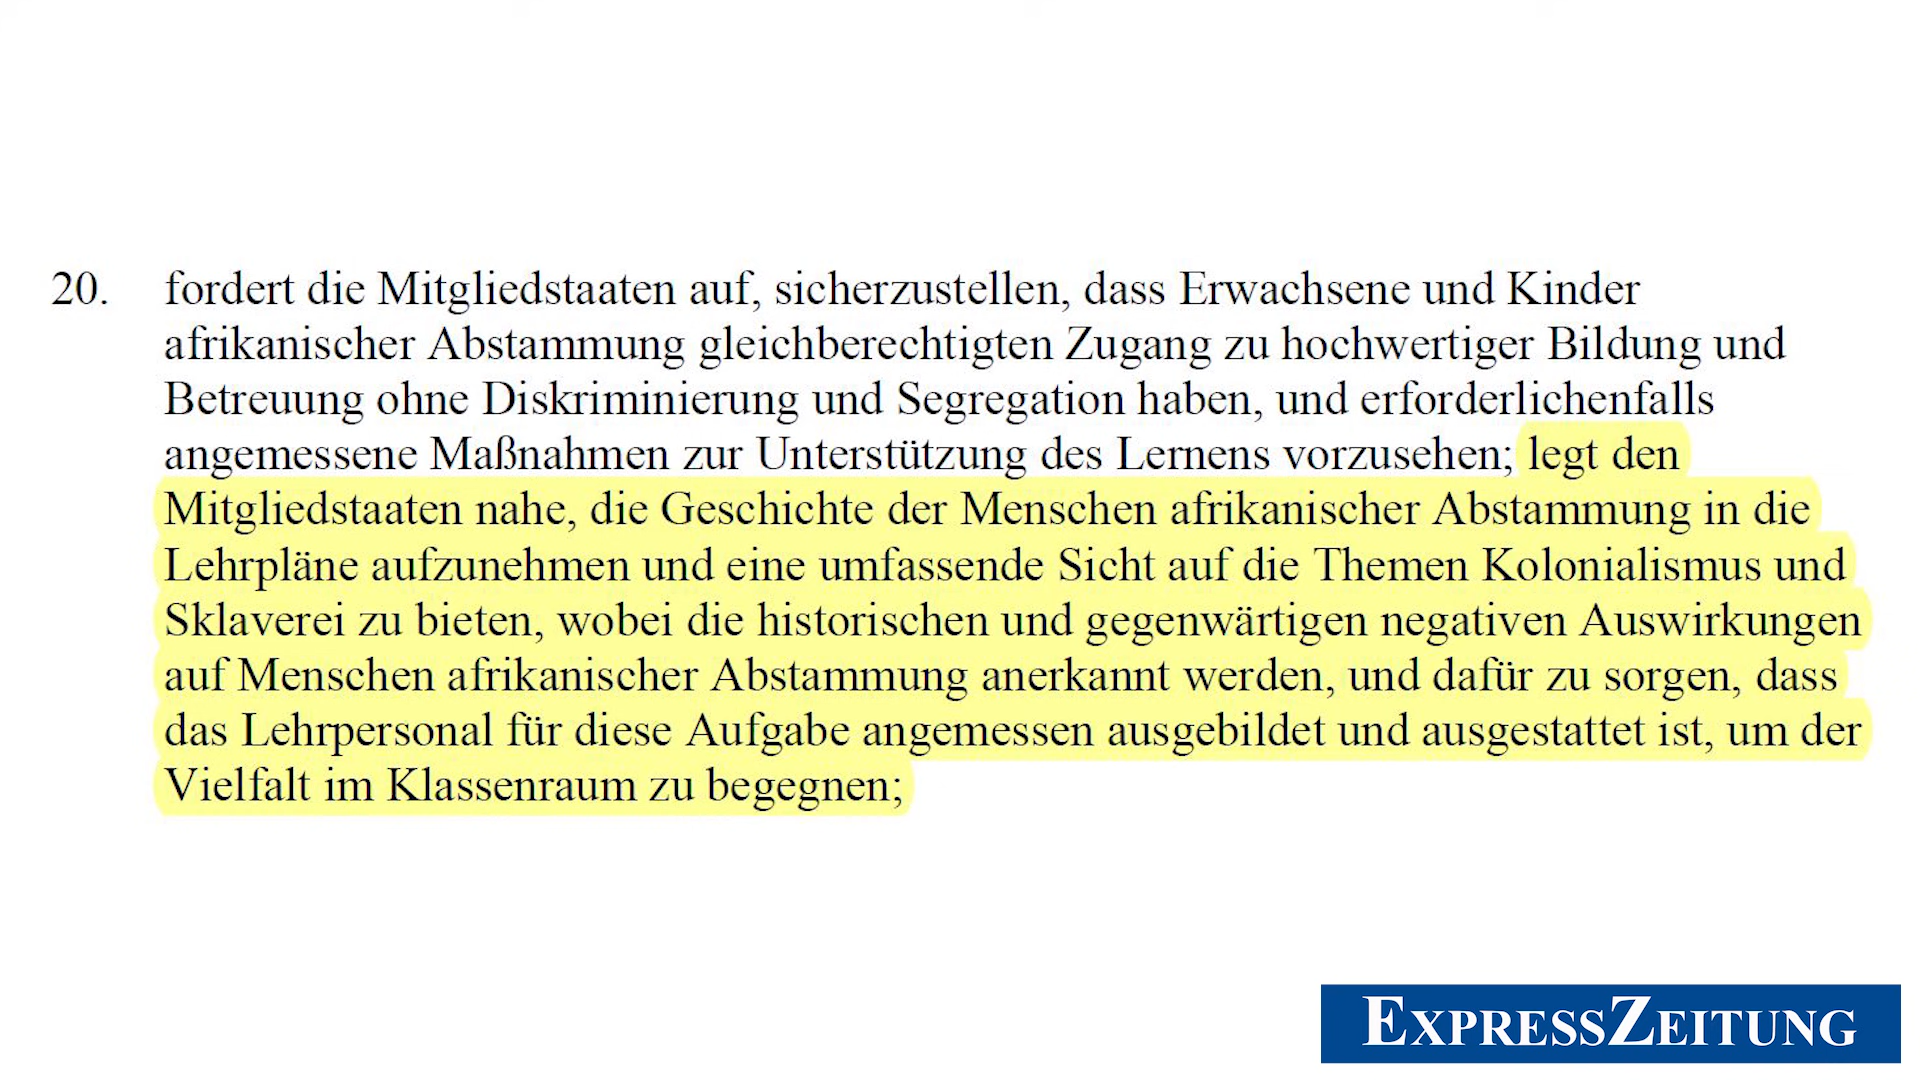 20. fordert die Mitgliedstaaten auf, sicherzustellen, dass Erwachsene und Kinder
afrikanischer Abstammung gleichberechtigten Zugang zu hochwertiger Bildung und
Betreuung ohne Diskriminierung und Segregation haben, und erforderlichenfalls
angemessene Maßnahmen zur Unterstützung des Lernens vorzusehen; legt den
Mitgliedstaaten nahe, die Geschichte der Menschen afrikanischer Abstammung in die
Lehrpläne aufzunehmen und eine umfassende Sicht auf die Themen Kolonialismus und
Sklaverei zu bieten, wobei die historischen und gegenwärtigen negativen Auswirkungen
auf Menschen afrikanischer Abstammung anerkannt werden, und dafür zu sorgen, dass
das Lehrpersonal für diese Aufgabe angemessen ausgebildet und ausgestattet ist, um der
Vielfalt im Klassenraum zu begegnen;
EXPRESSZEITUNG